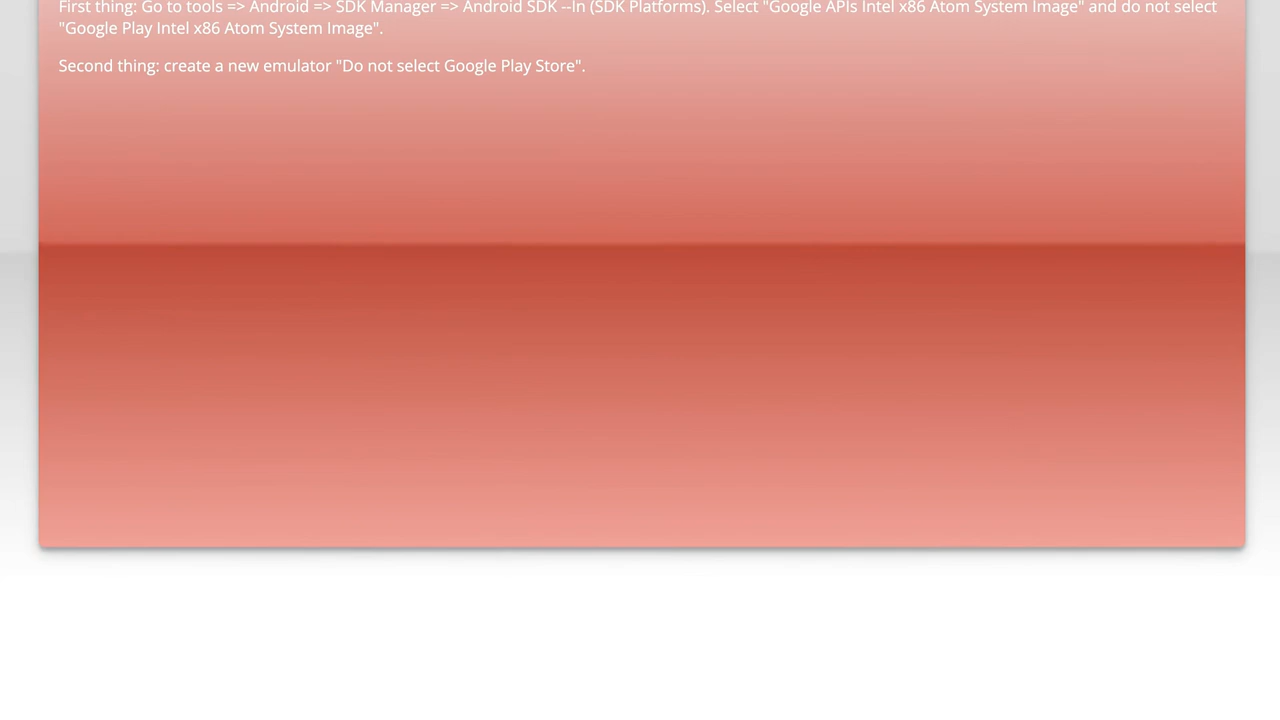 First thing: Go to tools => Android => SDK Manager => Android SDK --In (SDK Platforms). Select "Google APIs Intel x86 Atom System Image" and do not select
"Google Play Intel x86 Atom System Image".
Second thing: create a new emulator "Do not select Google Play Store".